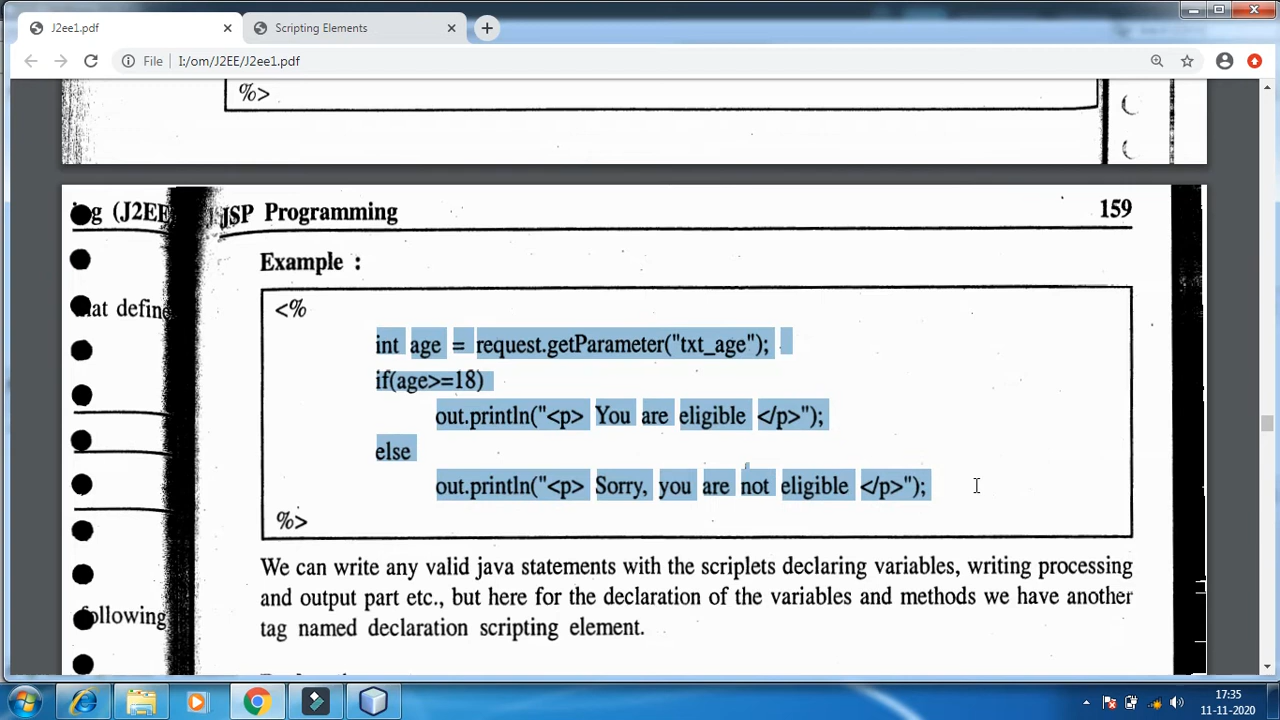 J2ee1.pdf
Scripting Elements
File
I:/om/J2EE/J2ee1.pdf
%>
g (J2EE
JSP Programming
159
Example :
<%
int age = request.getParameter("txt_age");
if(age>=18)
out.println("<p> You are eligible </p>");
else
out.println("<p> Sorry, you are not eligible </p>");
%>
We can write any valid java statements with the scriplets declaring variables, writing processing
and output part etc., but here for the declaration of the variables and methods we have another
tag named declaration scripting element.
define
following
17:35
11-11-2020